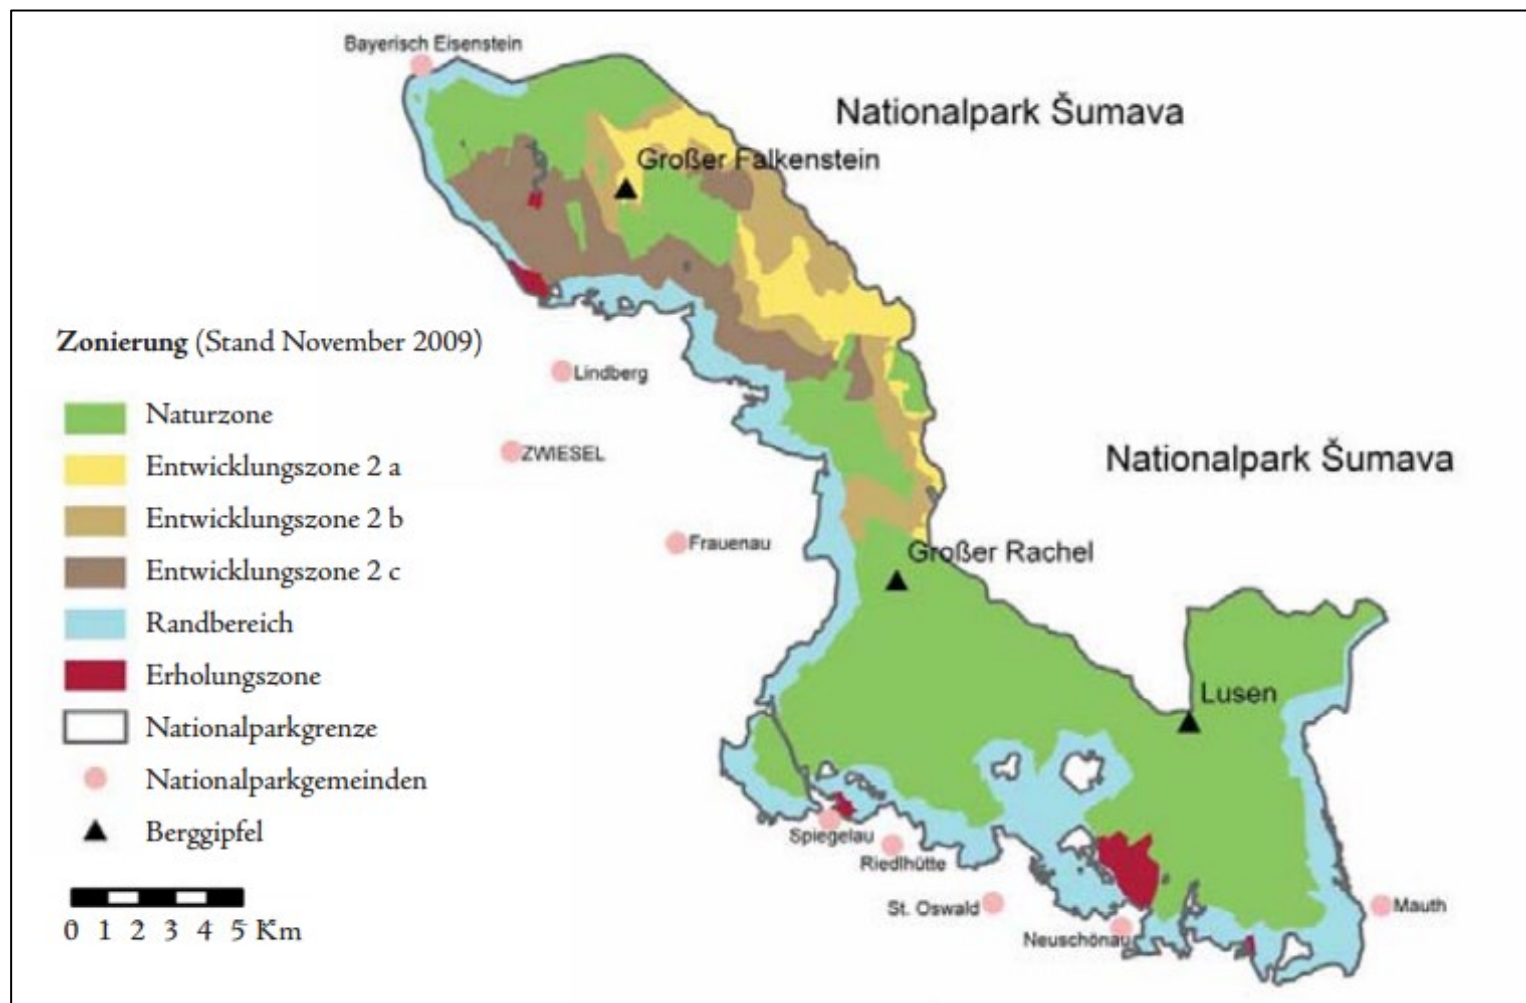 Bayerisch Eisenstein
Nationalpark Šumava
Großer Falkenstein
Zonierung (Stand November 2009)
Lindberg
Naturzone
ZWIESEL
Nationalpark Šumava
Entwicklungszone 2 a
Entwicklungszone 2 b
Frauenau
Großer Rachel
Entwicklungszone 2 c
Randbereich
Erholungszone
Lusen
Nationalparkgrenze
Nationalparkgemeinden
Berggipfel
Spiegelau
Riedlhütte
St. Oswald
Mauth
Neuschönau
0 1 2 3 4 5 Km